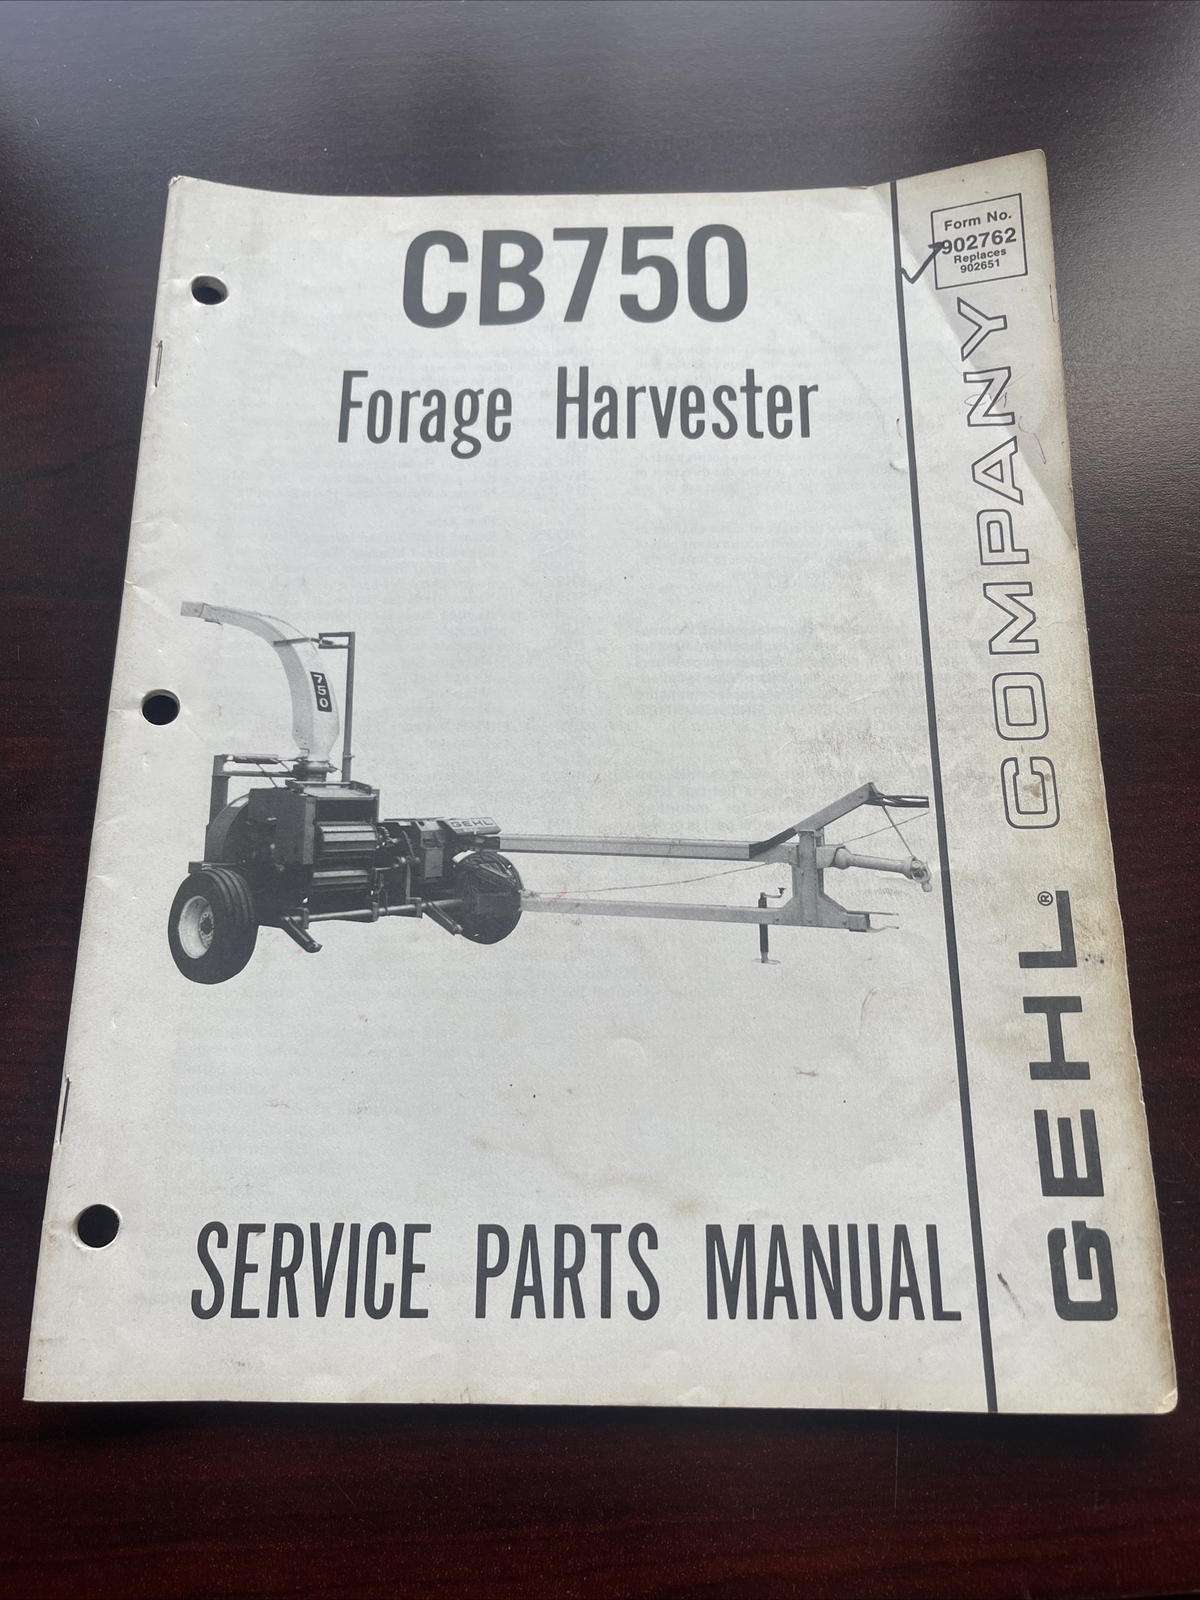 CB750
Forage Harvester
Form No.
902762
Replaces
902651
750
GEHL
SERVICE PARTS MANUAL
GEHL® COMPANY